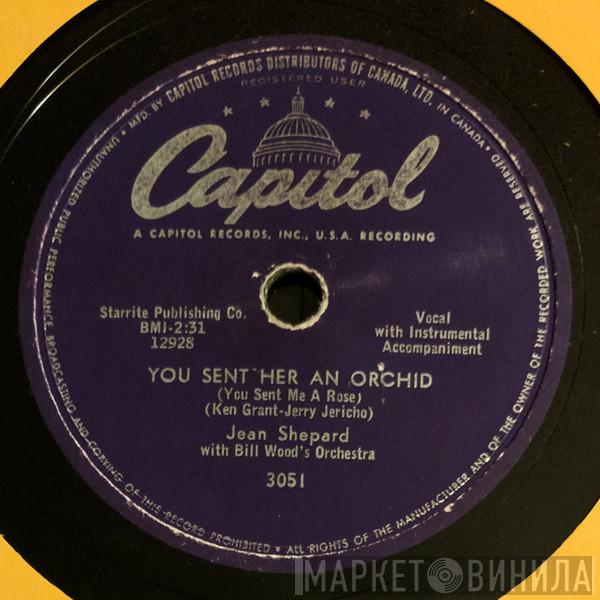 MFD. BY CAPITOL RECORDS DISTRIBUTORS OF CANADA, LTD. IN CANADA
REGISTERED USER
Capitol
A CAPITOL RECORDS, INC., U.S.A. RECORDING
Starrite Publishing Co.
BMI-2:31
12928
Vocal
with Instrumental
Accompaniment
YOU SENT HER AN ORCHID
(You Sent Me A Rose)
(Ken Grant-Jerry Jericho)
Jean Shepard
with Bill Wood's Orchestra
3051
UNAUTHORIZED PUBLIC PERFORMANCE, BROADCASTING AND COPYING OF THIS RECORD PROHIBITED • ALL RIGHTS OF THE MANUFACTURER AND OF THE OWNER OF THE RECORDED WORK ARE RESERVED
МАРКЕТ ВИНИЛА